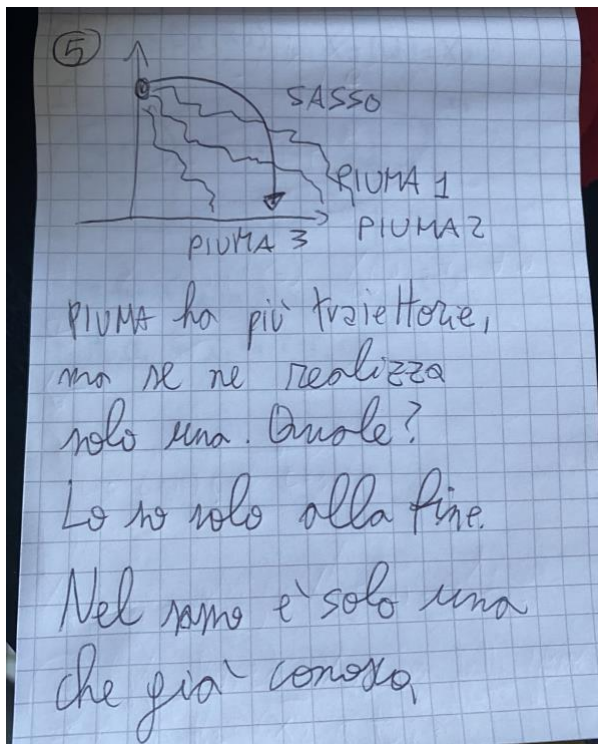 5
SASSO
PIUMA 1
PIUMA 2
PIUMA 3
PIUMA ha più traiettorie,
ma se ne realizza
solo una. Quale?
Lo so solo alla fine.
Nel sasso è solo una
che già conosco